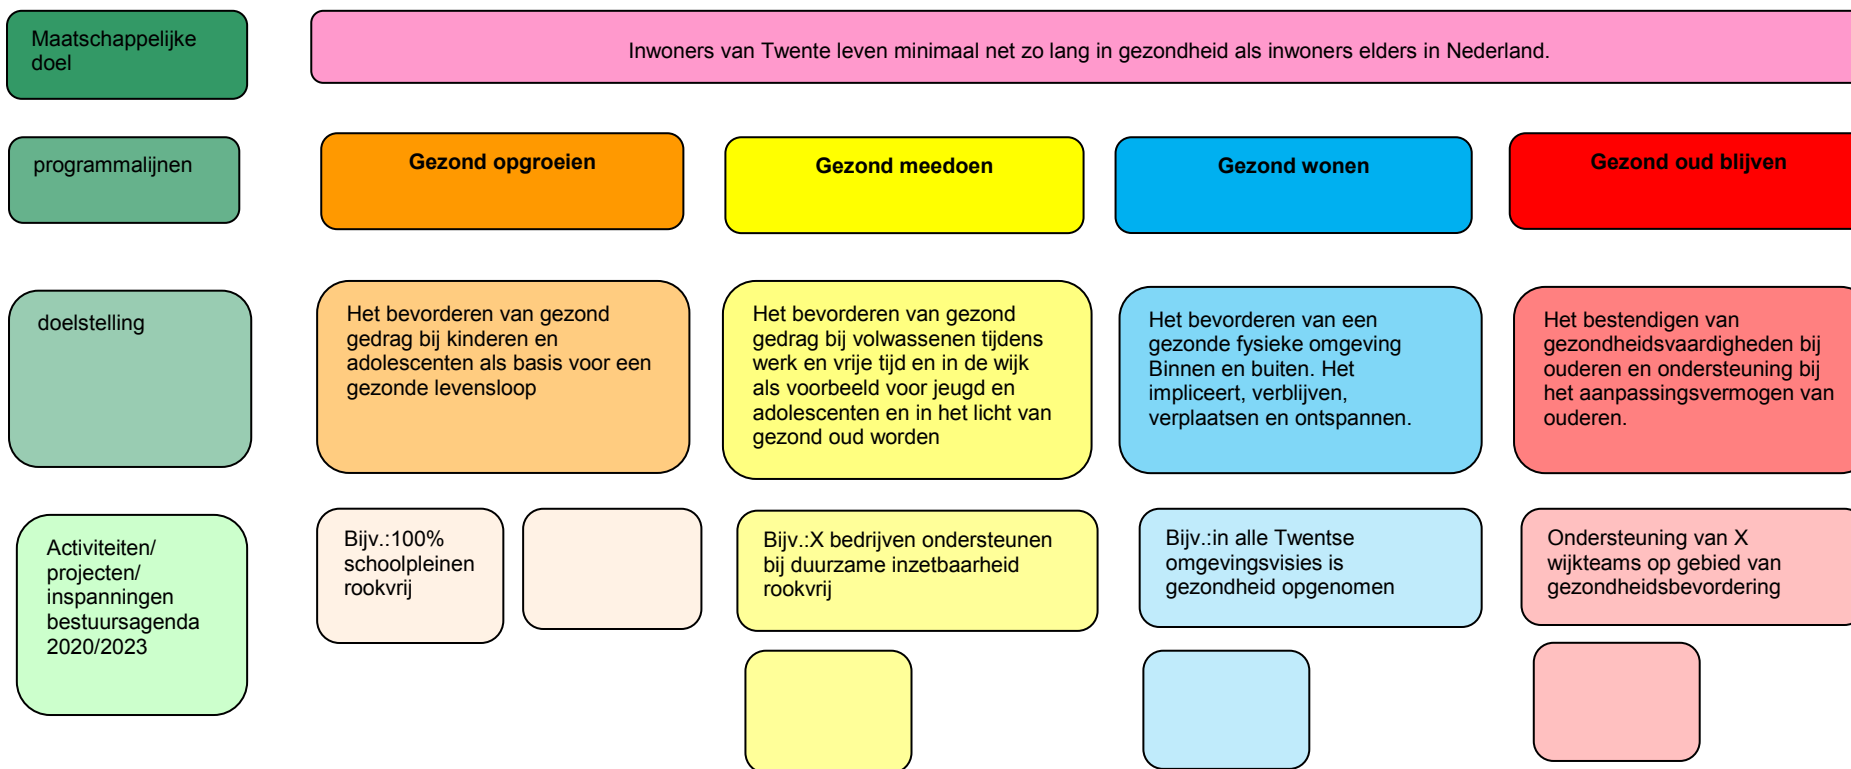 Maatschappelijke
doel
Inwoners van Twente leven minimaal net zo lang in gezondheid als inwoners elders in Nederland.
programmalijnen
Gezond opgroeien
Gezond meedoen
Gezond wonen
Gezond oud blijven
doelstelling
Het bevorderen van gezond
gedrag bij kinderen en
adolescenten als basis voor een
gezonde levensloop
Het bevorderen van gezond
gedrag bij volwassenen tijdens
werk en vrije tijd en in de wijk
als voorbeeld voor jeugd en
adolescenten en in het licht van
gezond oud worden
Het bevorderen van een
gezonde fysieke omgeving
Binnen en buiten. Het
impliceert, verblijven,
verplaatsen en ontspannen.
Het bestendigen van
gezondheidsvaardigheden bij
ouderen en ondersteuning bij
het aanpassingsvermogen van
ouderen.
Activiteiten/
projecten/
inspanningen
bestuursagenda
2020/2023
Bijv.:100%
schoolpleinen
rookvrij
Bijv.:X bedrijven ondersteunen
bij duurzame inzetbaarheid
rookvrij
Bijv.:in alle Twentse
omgevingsvisies is
gezondheid opgenomen
Ondersteuning van X
wijkteams op gebied van
gezondheidsbevordering